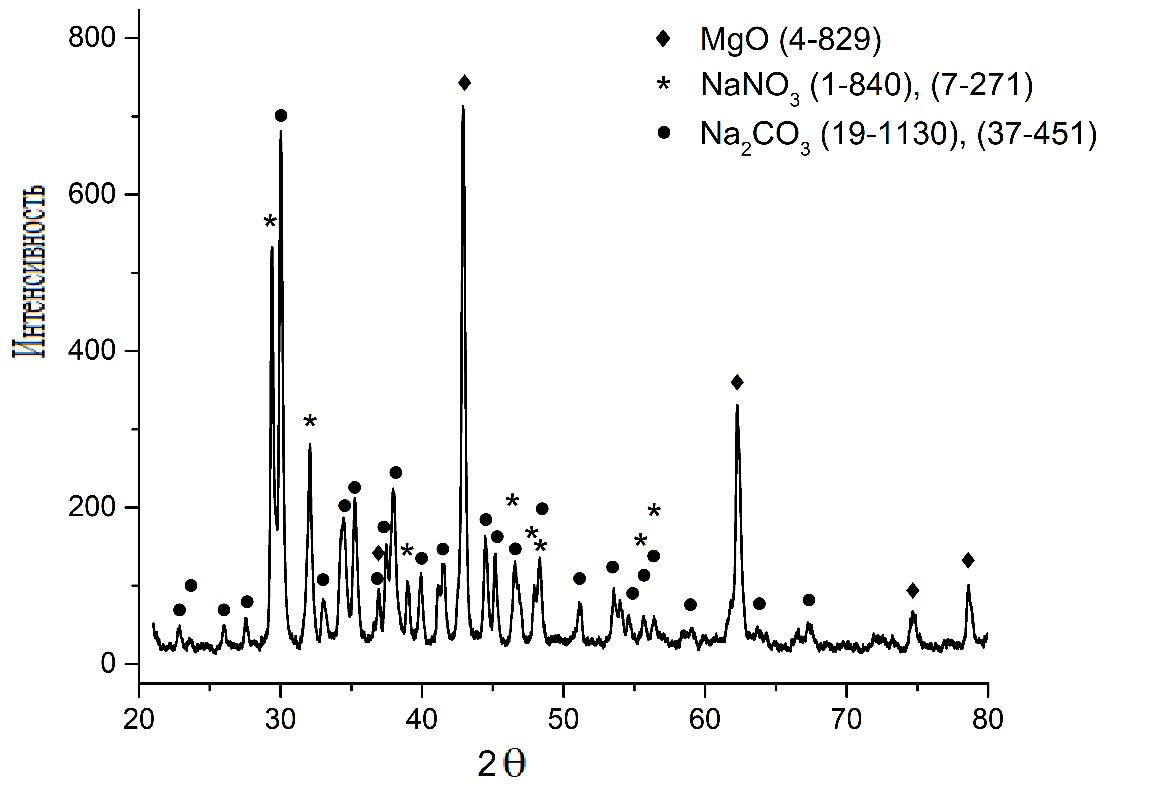 ◆ MgO (4-829)
* NaNO₃ (1-840), (7-271)
● Na₂CO₃ (19-1130), (37-451)
Интенсивность
800
600
400
200
0
20 30 40 50 60 70 80
2θ